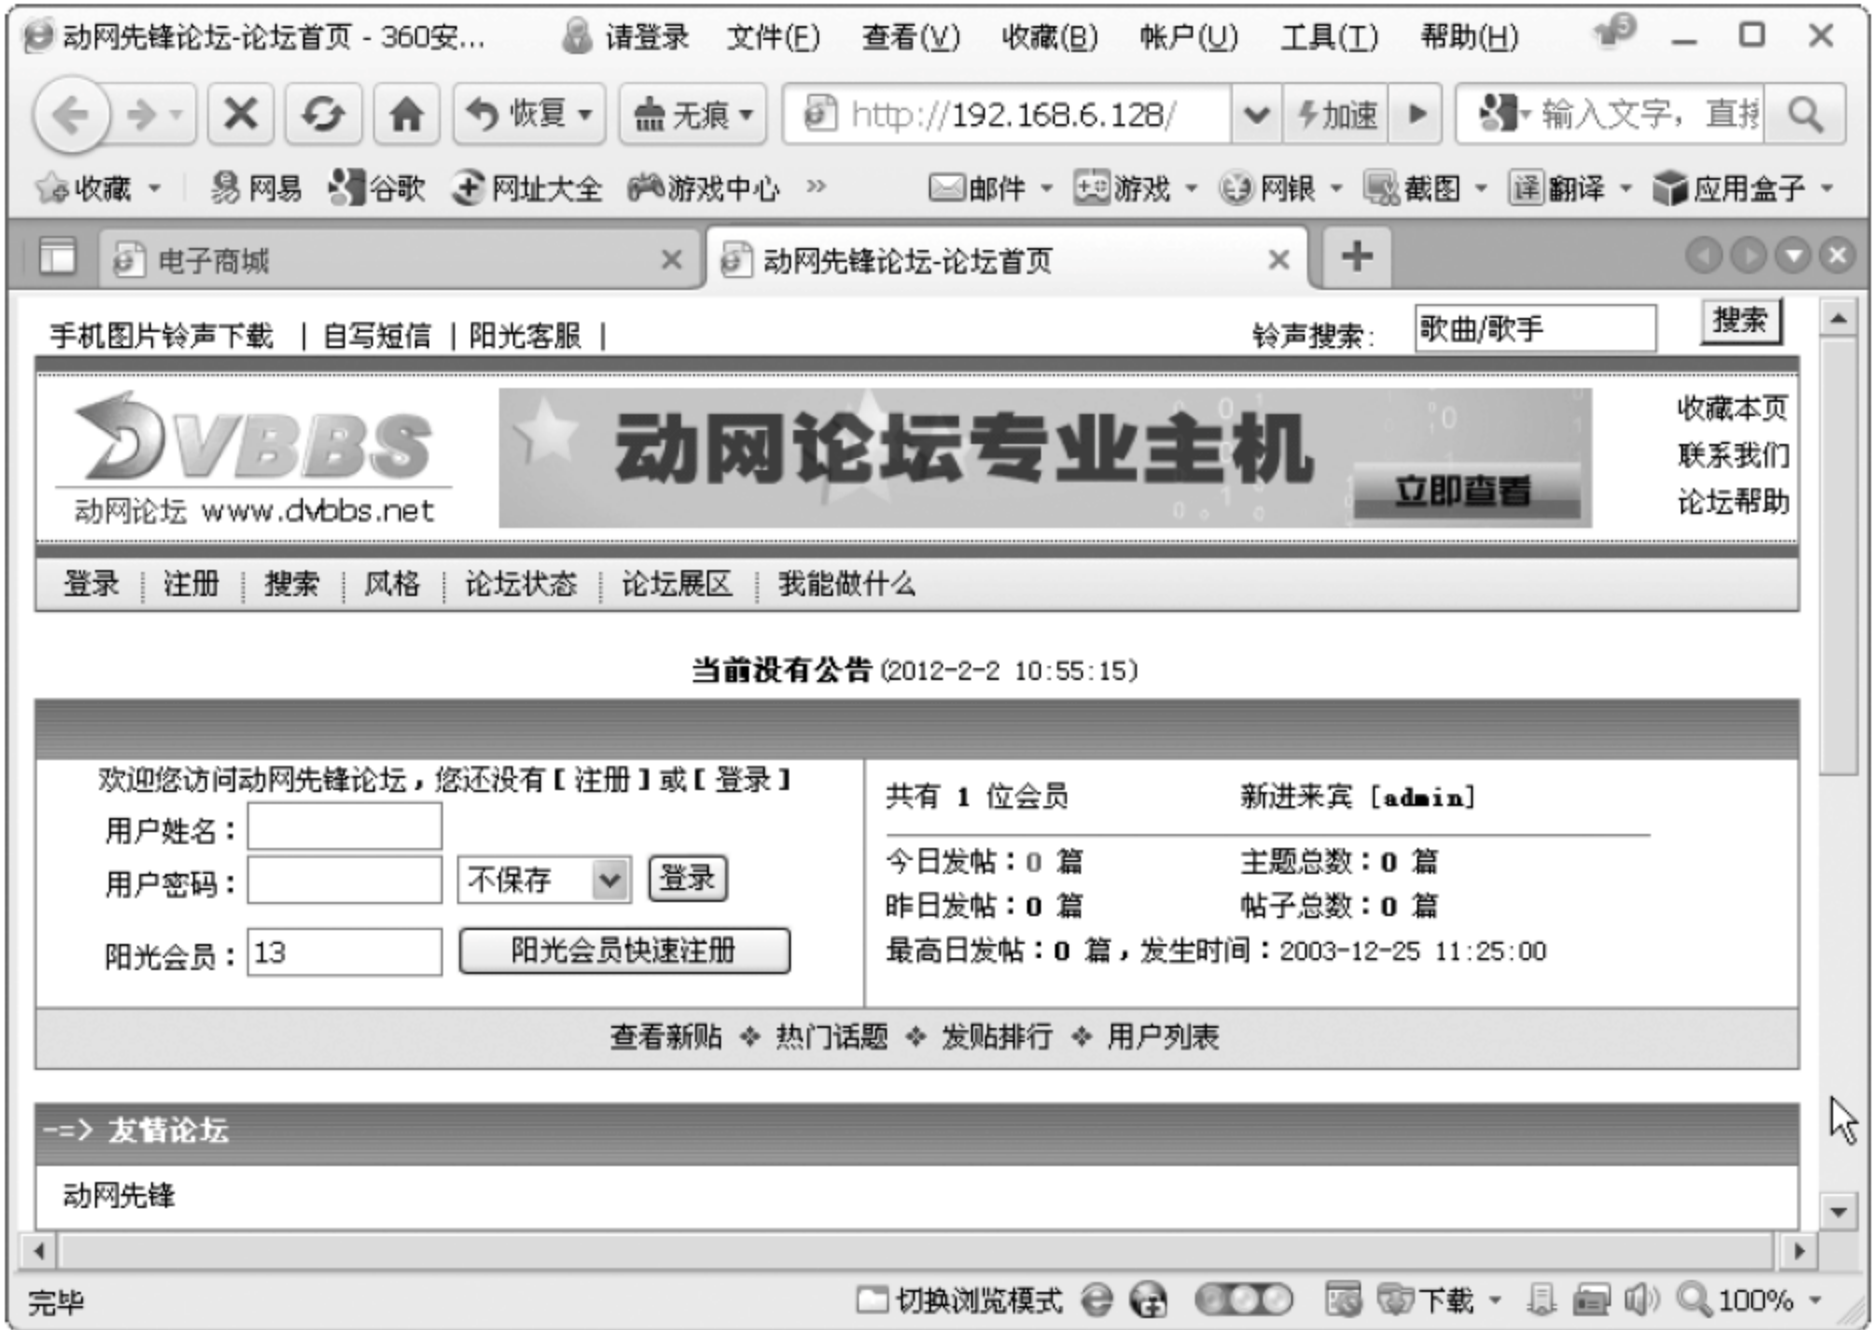 动网先锋论坛-论坛首页 - 360安... 请登录 文件(F) 查看(V) 收藏(B) 帐户(U) 工具(T) 帮助(H) 5
恢复 无痕 http://192.168.6.128/ 加速 输入文字，直接
收藏 网易 谷歌 网址大全 游戏中心 » 邮件 游戏 网银 截图 翻译 应用盒子
电子商城 动网先锋论坛-论坛首页
手机图片铃声下载 | 自写短信 | 阳光客服 | 铃声搜索: 歌曲/歌手 搜索
DVBBS
动网论坛 www.dvbbs.net
动网论坛专业主机
立即查看
收藏本页
联系我们
论坛帮助
登录 注册 搜索 风格 论坛状态 论坛展区 我能做什么
当前没有公告(2012-2-2 10:55:15)
欢迎您访问动网先锋论坛，您还没有[ 注册 ]或[ 登录 ]
用户姓名：
用户密码： 不保存 登录
阳光会员：13 阳光会员快速注册
共有 1 位会员 新进来宾 [admin]
今日发帖：0 篇 主题总数：0 篇
昨日发帖：0 篇 帖子总数：0 篇
最高日发帖：0 篇，发生时间：2003-12-25 11:25:00
查看新贴 ❖ 热门话题 ❖ 发贴排行 ❖ 用户列表
-=> 友情论坛
动网先锋
完毕 切换浏览模式 下载 100%